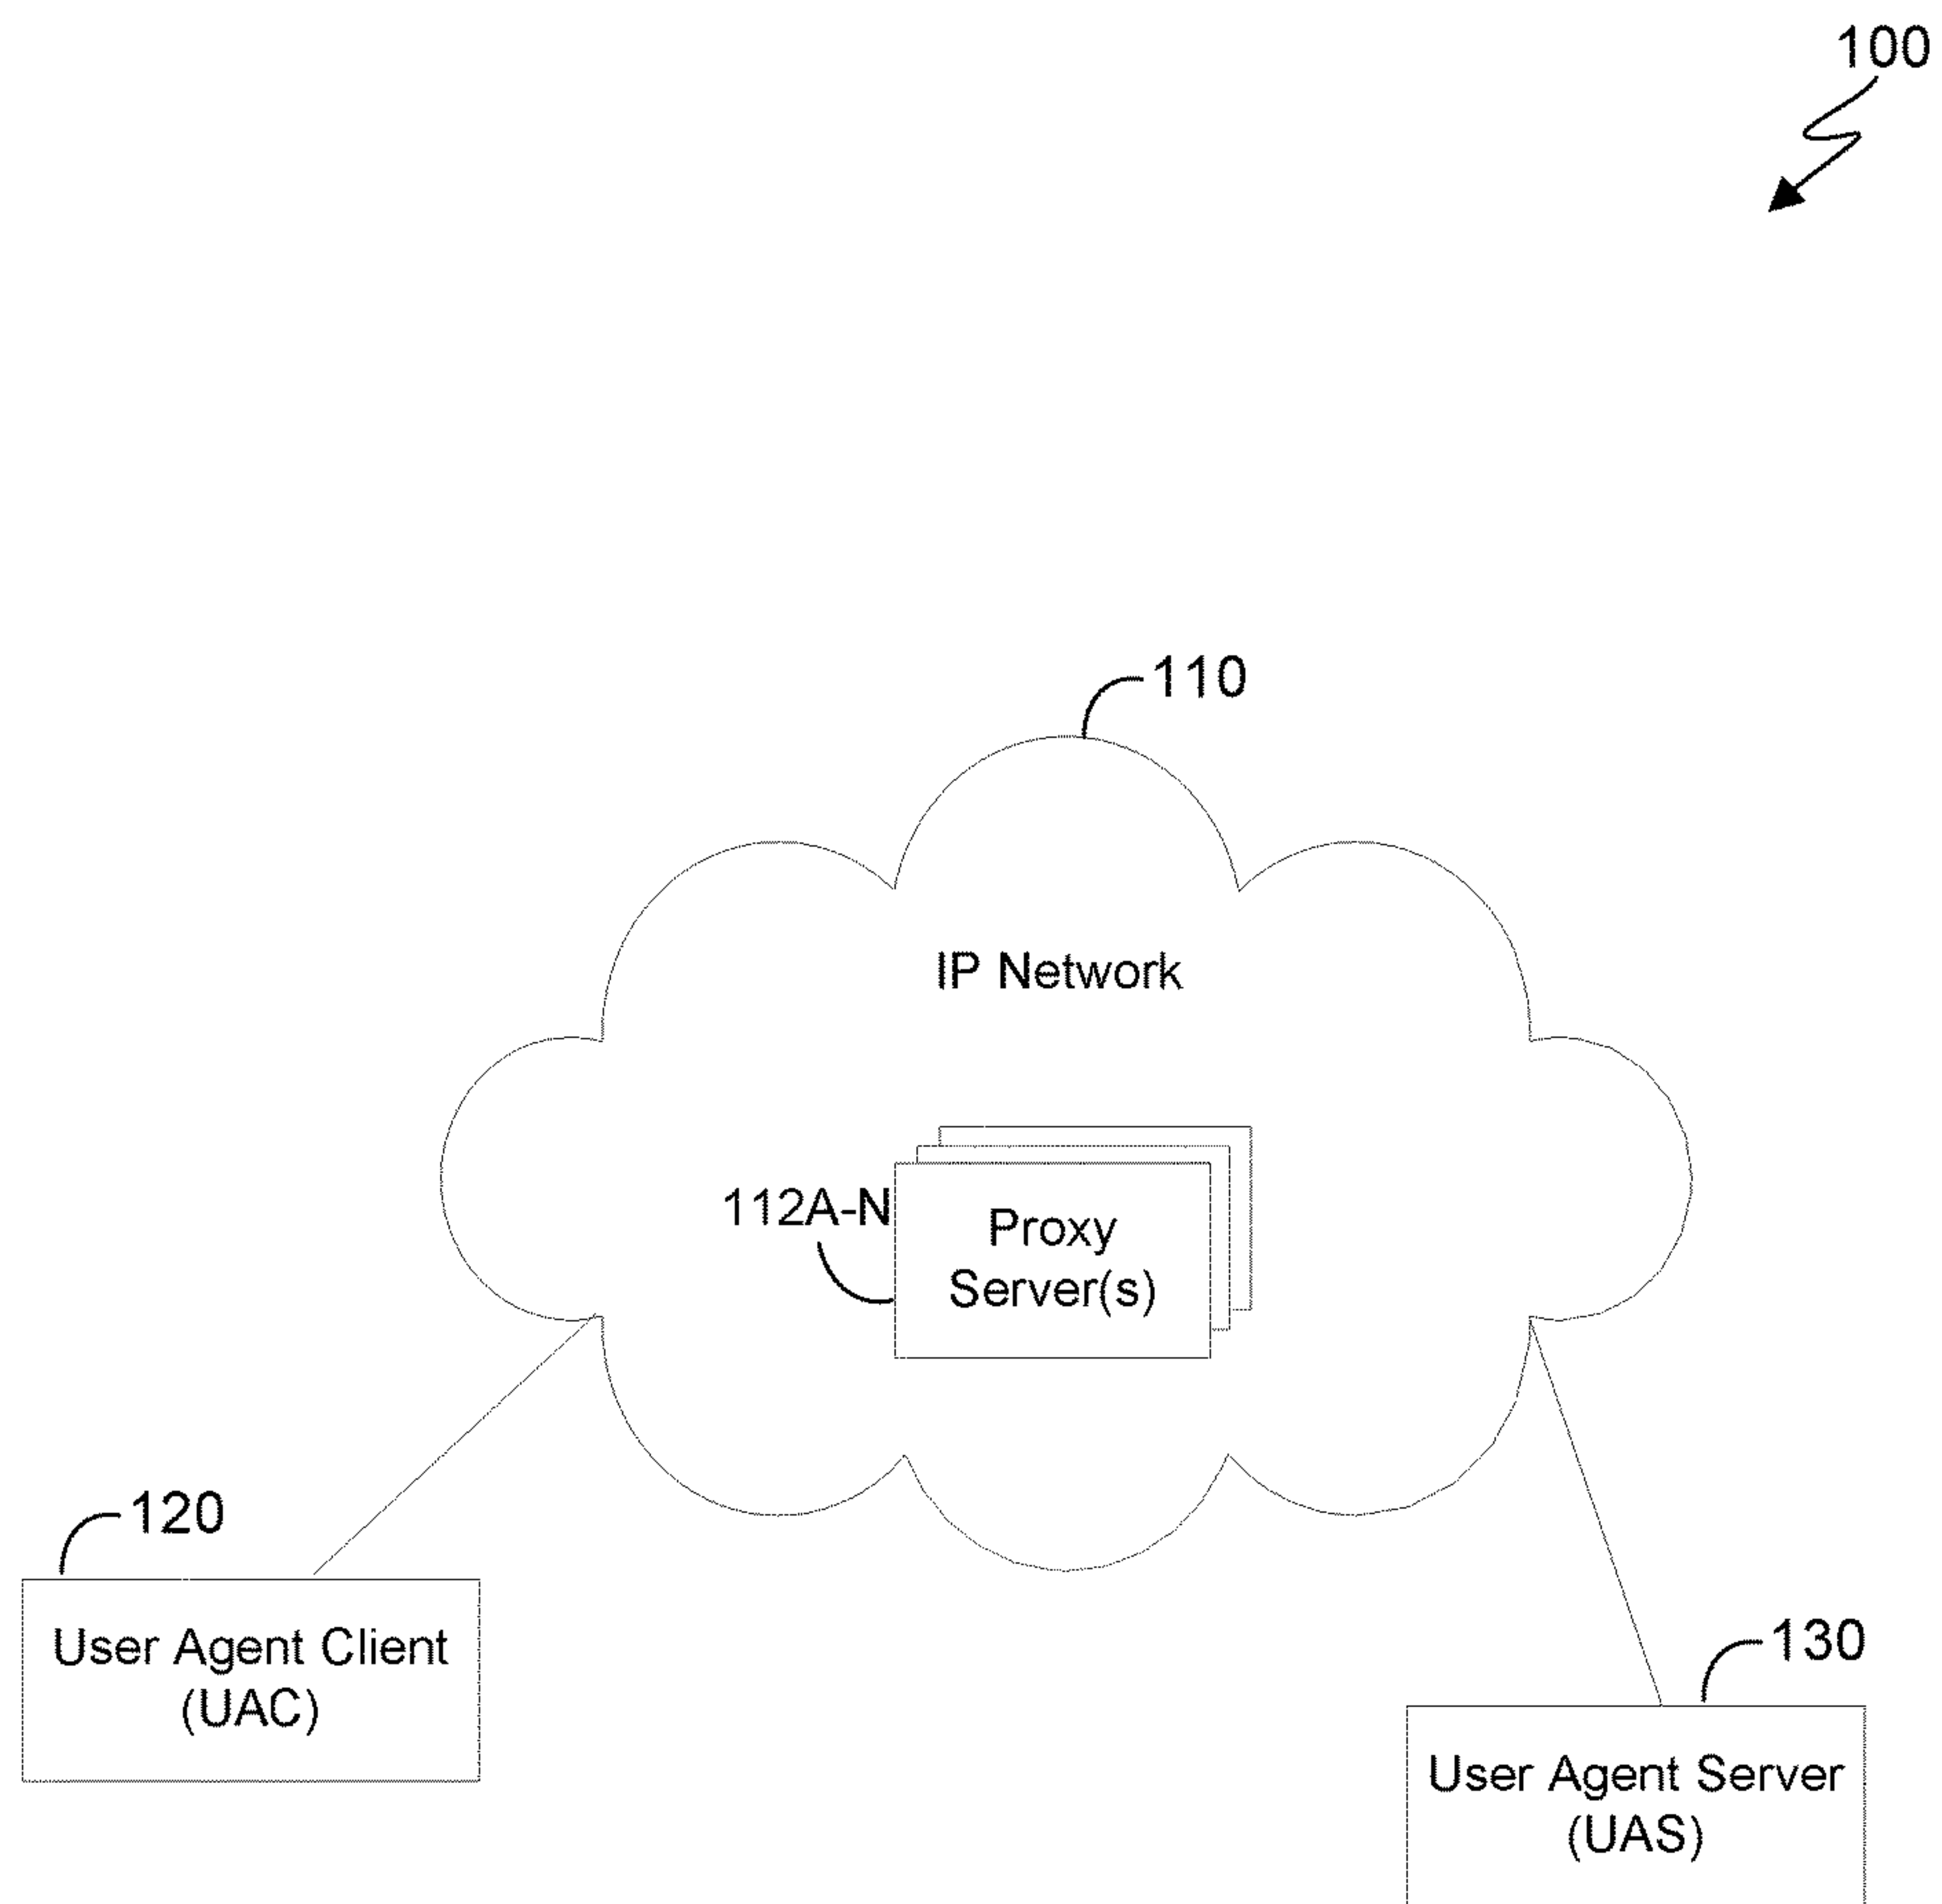 100
110
IP Network
112A-N
Proxy
Server(s)
120
User Agent Client
(UAC)
130
User Agent Server
(UAS)